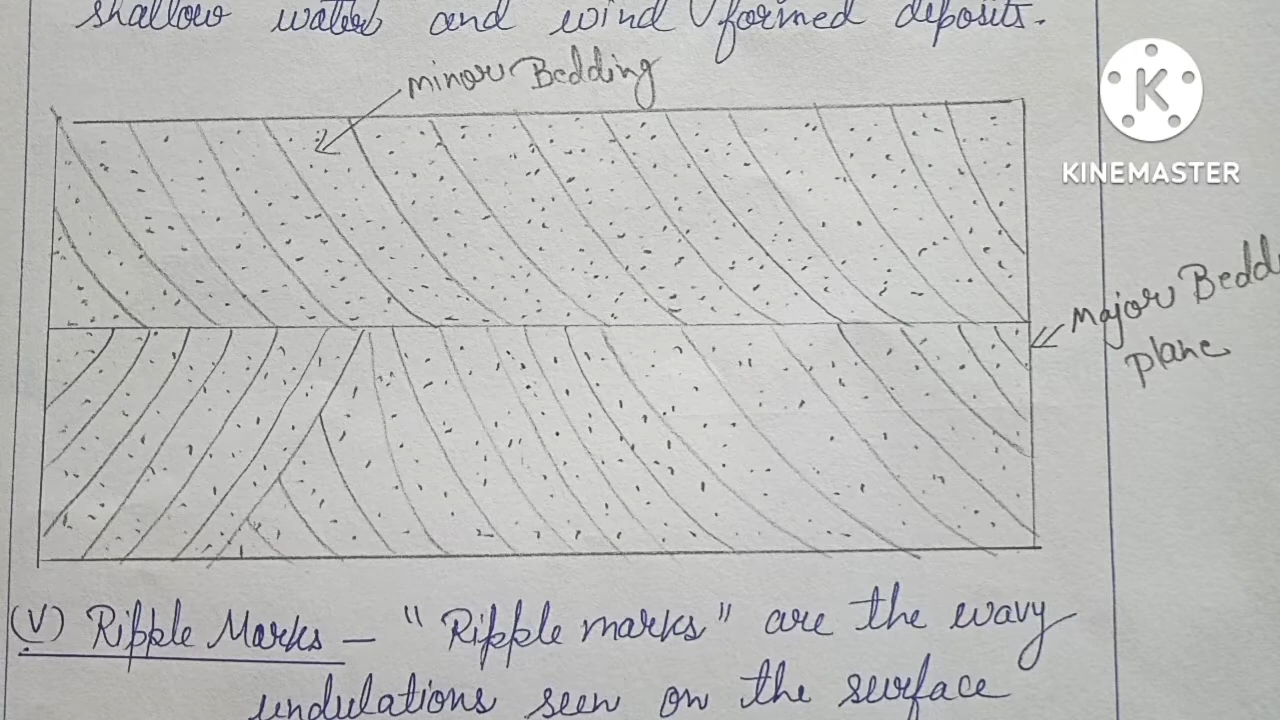 shallow water and wind formed deposits.
minor Bedding
K
KINEMASTER
Major Bedd
plane
(V) Ripple Marks – "Ripple marks" are the wavy
undulations seen on the surface